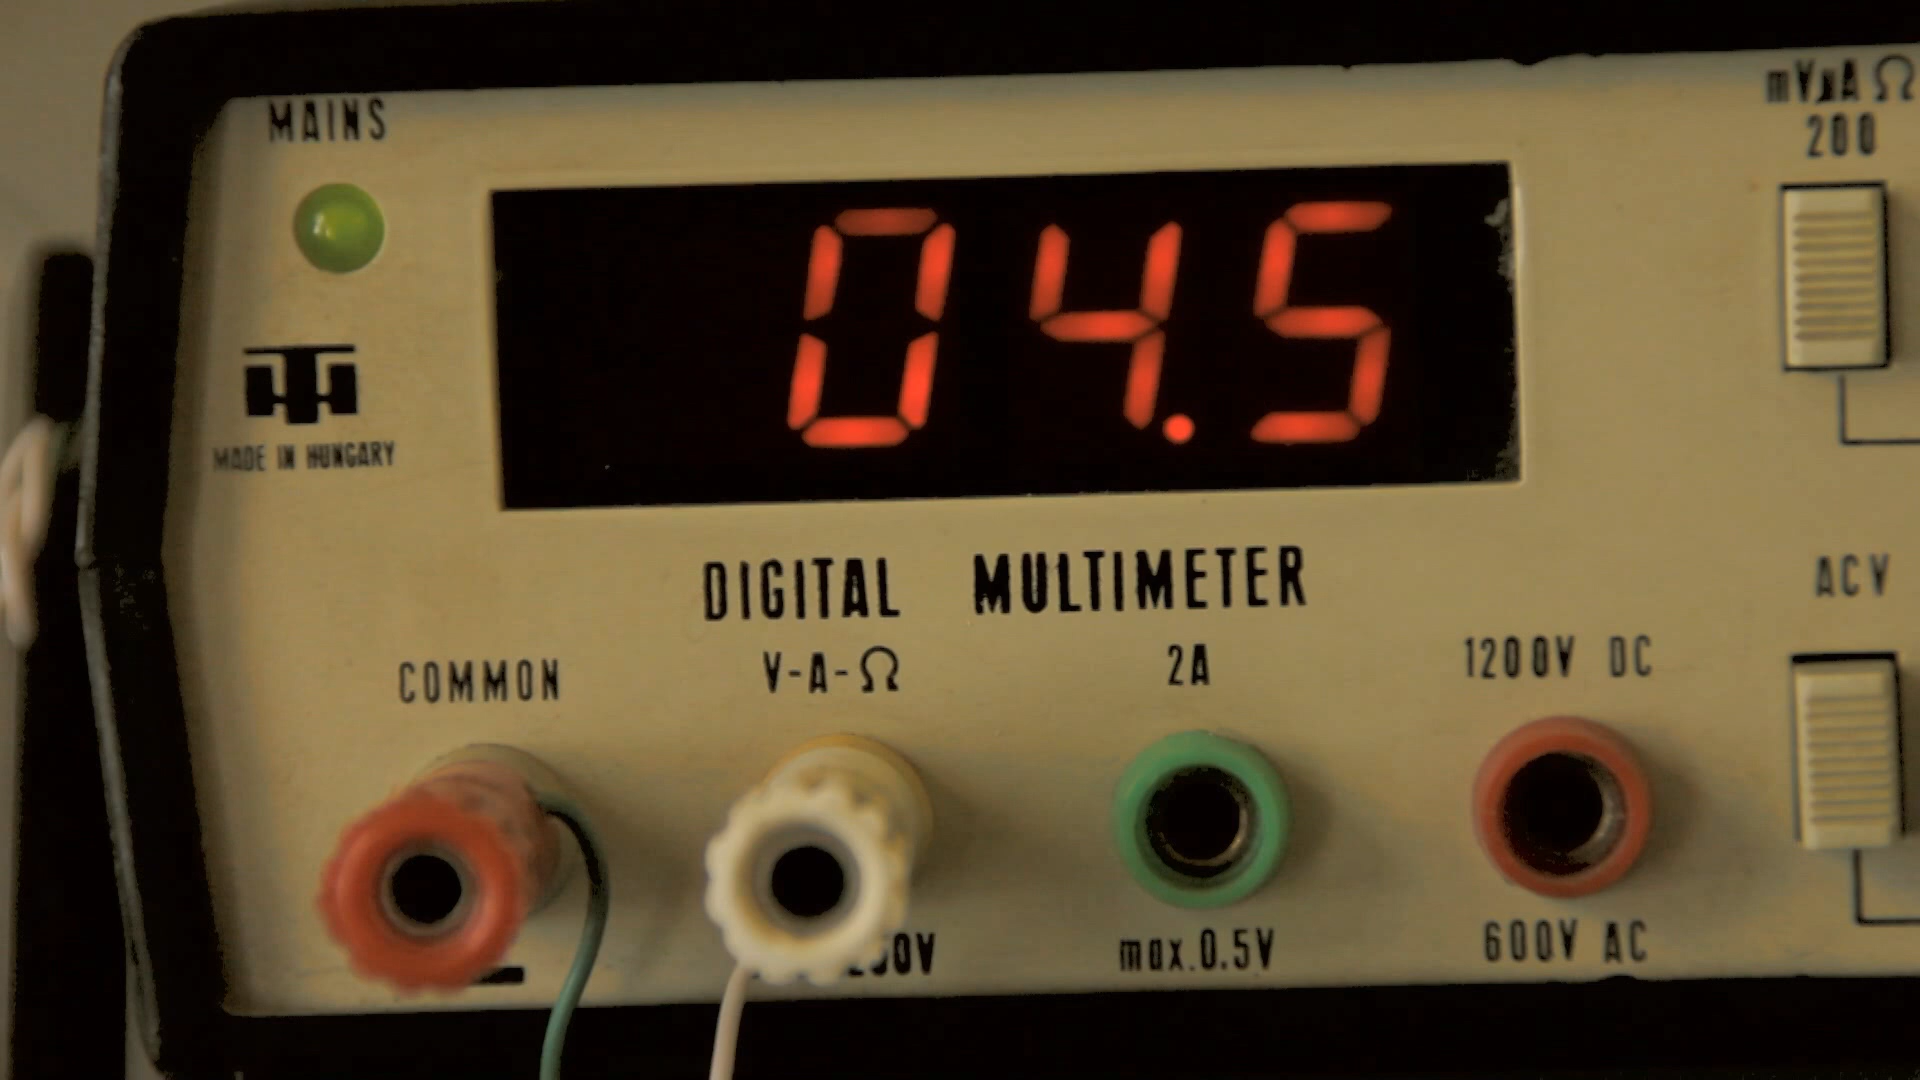 MAINS
mVµA Ω
200
04.5
MADE IN HUNGARY
DIGITAL MULTIMETER
ACV
COMMON
V-A-Ω
2A
1200V DC
max.0.5V
600V AC